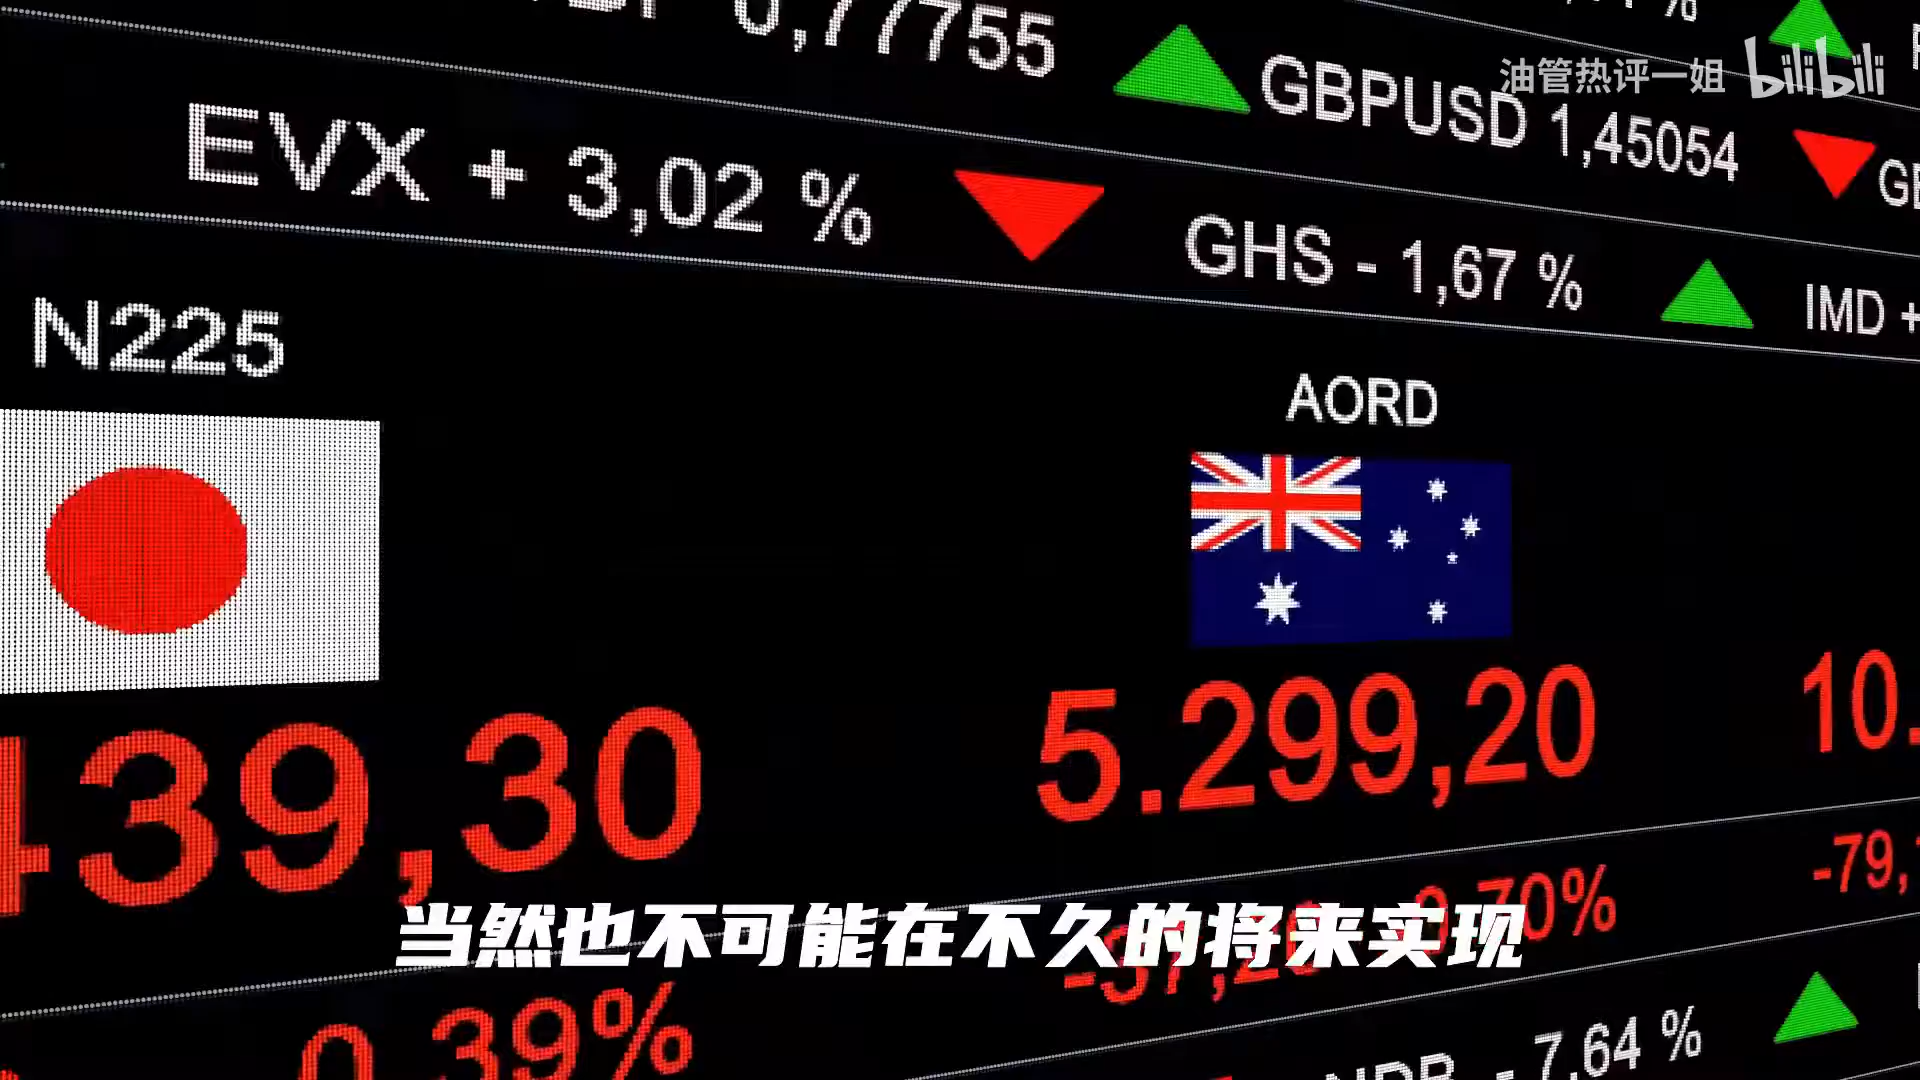 0,77755
GBPUSD 1,45054
油管热评一姐 bilibili
EVX + 3,02 %
GHS - 1,67 %
IMD +
N225
AORD
439,30
5.299,20
10.
-79,
0,39%
0,70%
当然也不可能在不久的将来实现
- 7,64 %